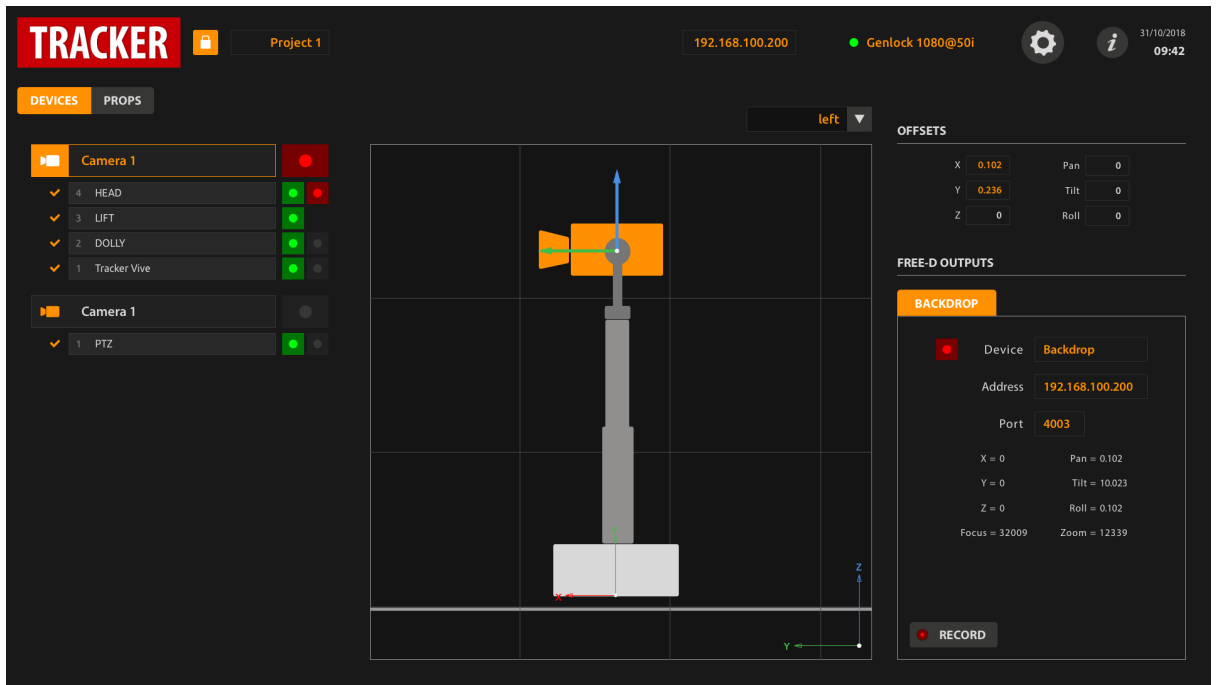 TRACKER
Project 1
192.168.100.200
Genlock 1080@50i
i
31/10/2018
09:42
DEVICES PROPS
left
Camera 1
4 HEAD
3 LIFT
2 DOLLY
1 Tracker Vive
Camera 1
1 PTZ
Y
X
Z
Y
OFFSETS
X 0.102 Pan 0
Y 0.236 Tilt 0
Z 0 Roll 0
FREE-D OUTPUTS
BACKDROP
Device Backdrop
Address 192.168.100.200
Port 4003
X = 0 Pan = 0.102
Y = 0 Tilt = 10.023
Z = 0 Roll = 0.102
Focus = 32009 Zoom = 12339
RECORD